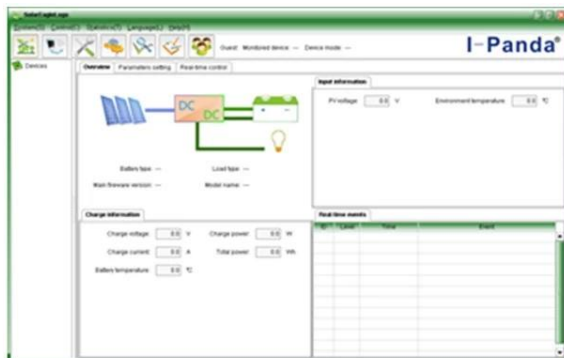 SolarEagle
System(S) Control(C) Statistics(T) Language(L) Help(H)
Guest Monitored device: --- Device mode: ---
I-Panda®
Devices
Overview Parameters setting Real-time control
DC
DC
Battery type: --- Load type: ---
Main firmware version: --- Model name: ---
Input information
PV voltage: 0.0 V Environment temperature: 0.0 ℃
Charge information
Charge voltage: 0.0 V Charge power: 0.0 W
Charge current: 0.0 A Total power: 0.0 Wh
Battery temperature: 0.0 ℃
Real time events
ID Level Time Event